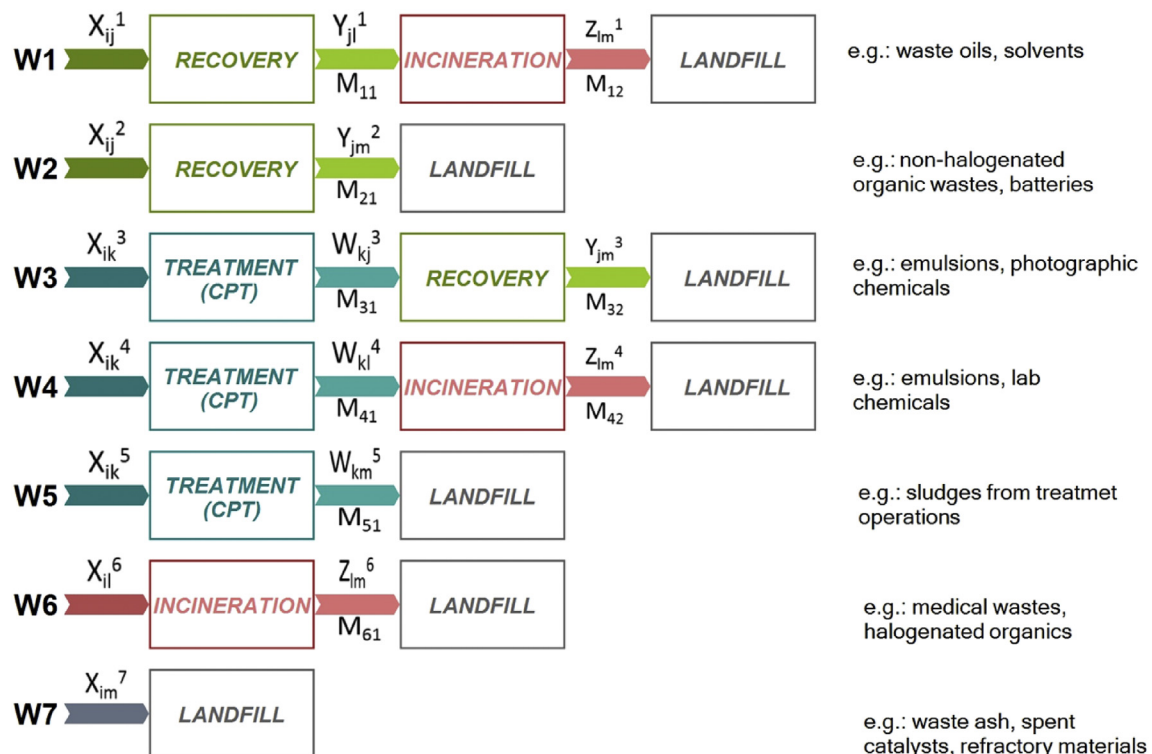 X_ij^1 Y_jl^1 Z_lm^1
W1 RECOVERY INCINERATION LANDFILL e.g.: waste oils, solvents
M_11 M_12
X_ij^2 Y_jm^2
W2 RECOVERY LANDFILL e.g.: non-halogenated
organic wastes, batteries
M_21
X_ik^3 W_kj^3 Y_jm^3
W3 TREATMENT RECOVERY LANDFILL e.g.: emulsions, photographic
(CPT) chemicals
M_31 M_32
X_ik^4 W_kl^4 Z_lm^4
W4 TREATMENT INCINERATION LANDFILL e.g.: emulsions, lab
(CPT) chemicals
M_41 M_42
X_ik^5 W_km^5
W5 TREATMENT LANDFILL e.g.: sludges from treatmet
(CPT) operations
M_51
X_il^6 Z_lm^6
W6 INCINERATION LANDFILL e.g.: medical wastes,
halogenated organics
M_61
X_im^7
W7 LANDFILL e.g.: waste ash, spent
catalysts, refractory materials